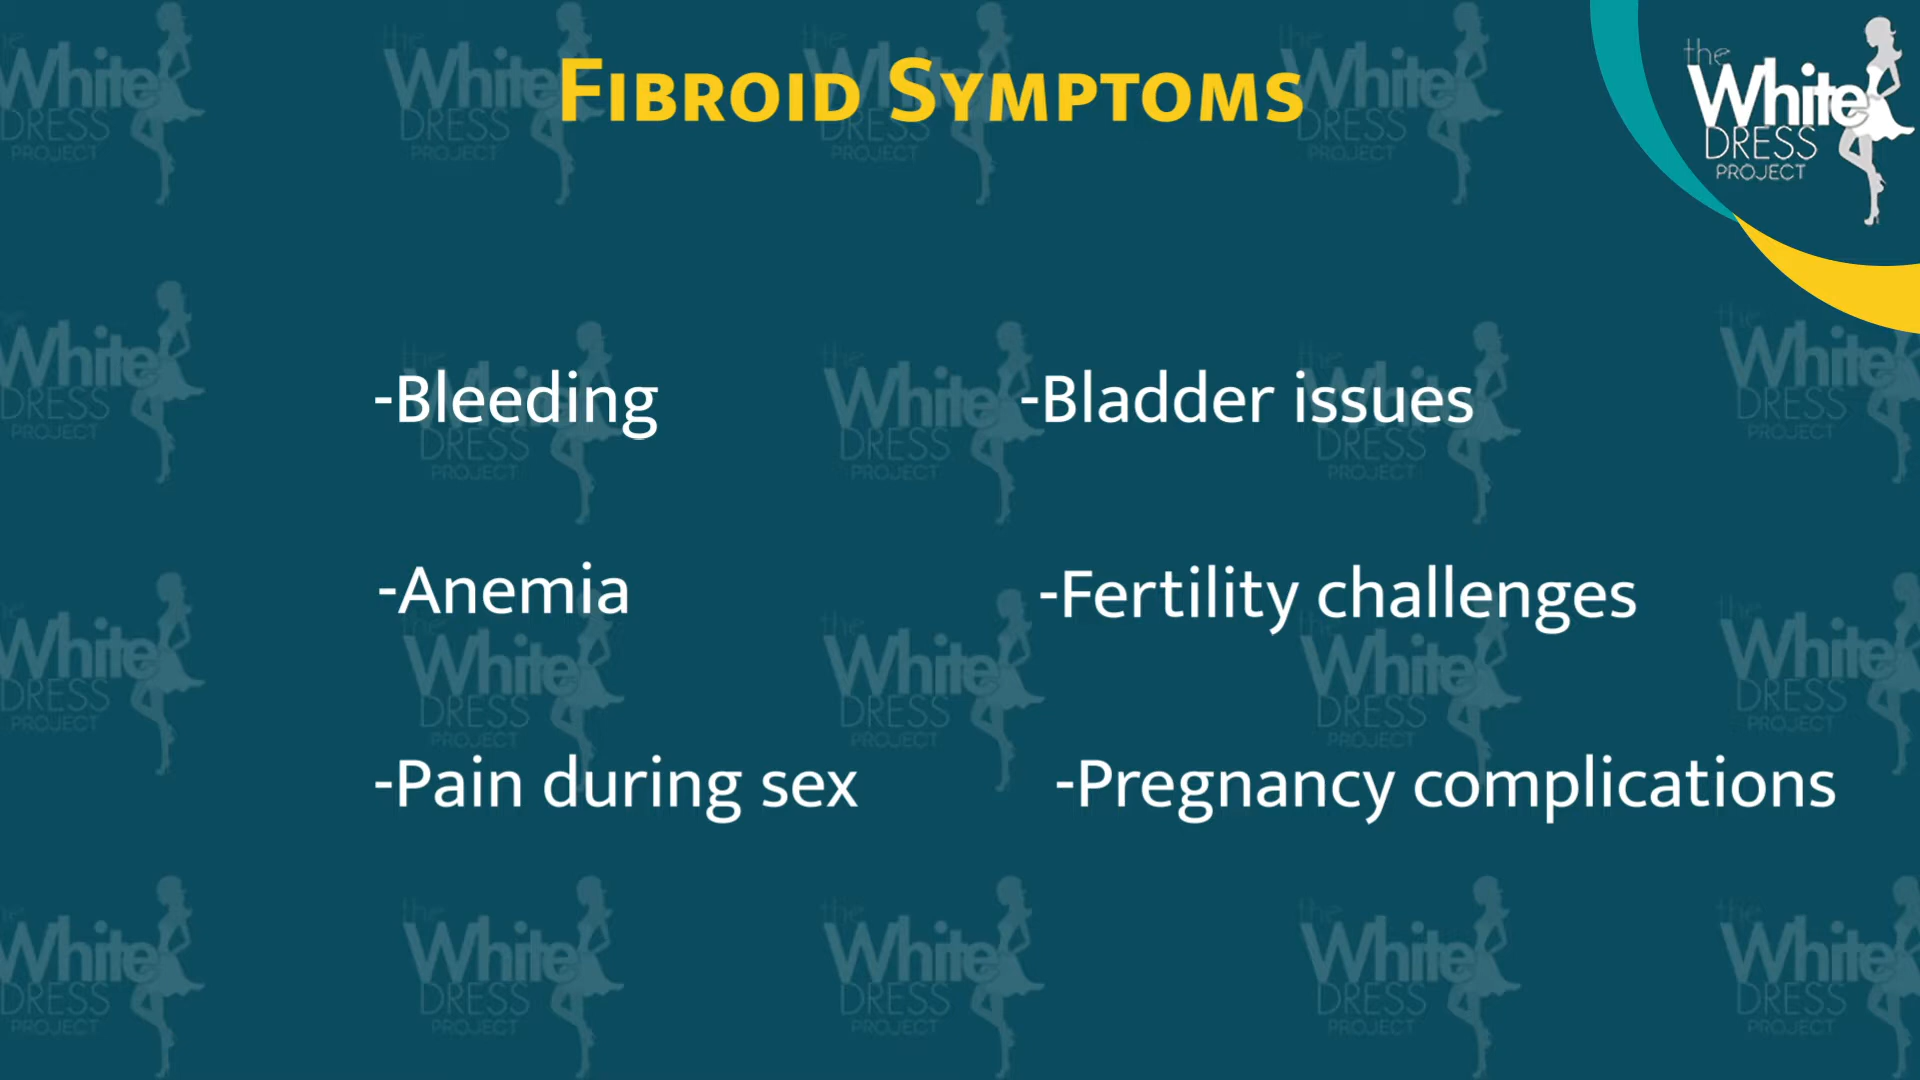 FIBROID SYMPTOMS
the
White
DRESS
PROJECT
-Bleeding
-Bladder issues
-Anemia
-Fertility challenges
-Pain during sex
-Pregnancy complications